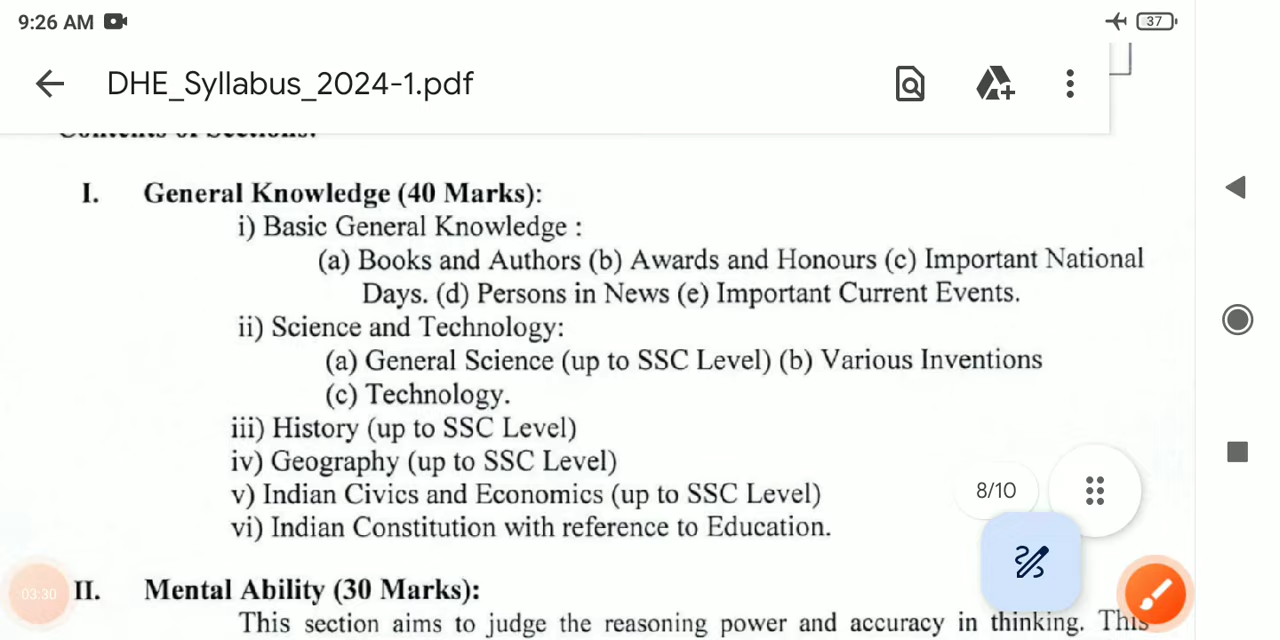 9:26 AM
37
DHE_Syllabus_2024-1.pdf
Contents of Sections:
I. General Knowledge (40 Marks):
i) Basic General Knowledge :
(a) Books and Authors (b) Awards and Honours (c) Important National
Days. (d) Persons in News (e) Important Current Events.
ii) Science and Technology:
(a) General Science (up to SSC Level) (b) Various Inventions
(c) Technology.
iii) History (up to SSC Level)
iv) Geography (up to SSC Level)
v) Indian Civics and Economics (up to SSC Level)
8/10
vi) Indian Constitution with reference to Education.
03:30
II. Mental Ability (30 Marks):
This section aims to judge the reasoning power and accuracy in thinking. This